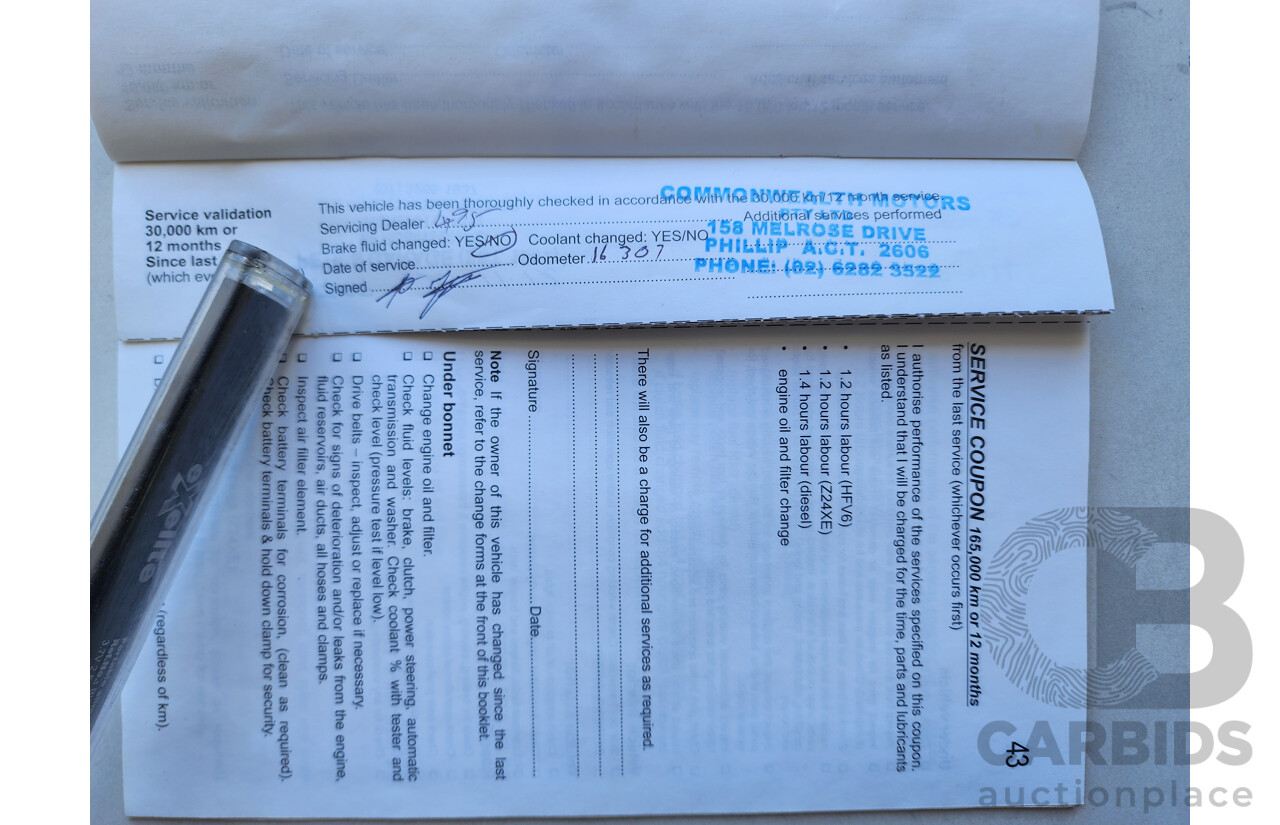 Service validation
30,000 km or
12 months
Since last
(which
This vehicle has been thoroughly checked in accordance with the 30,000 km/12 month service.
Servicing Dealer 495
Additional services performed
Brake fluid changed: YES/NO Coolant changed: YES/NO
Date of service Odometer 16 307
Signed
COMMONWEALTH MOTORS
158 MELROSE DRIVE
PHILLIP A.C.T. 2606
PHONE: (02) 6282 3522
SERVICE COUPON 165,000 km or 12 months
from the last service (whichever occurs first)
I authorise performance of the services specified on this coupon.
I understand that I will be charged for the time, parts and lubricants
as listed.
• 1.2 hours labour (HFV6)
• 1.2 hours labour (Z24XE)
• 1.4 hours labour (diesel)
• engine oil and filter change
There will also be a charge for additional services as required.
Signature Date
Note If the owner of this vehicle has changed since the last
service, refer to the change forms at the front of this booklet.
Under bonnet
❑ Change engine oil and filter.
❑ Check fluid levels: brake, clutch, power steering, automatic
transmission and washer. Check coolant % with tester and
check level (pressure test if level low).
❑ Drive belts – inspect, adjust or replace if necessary.
❑ Check for signs of deterioration and/or leaks from the engine,
fluid reservoirs, air ducts, all hoses and clamps.
❑ Inspect air filter element.
❑ Check battery terminals for corrosion, (clean as required).
Check battery terminals & hold down clamp for security.
(regardless of km).
43
exelite
CARBIDS
auctionplace